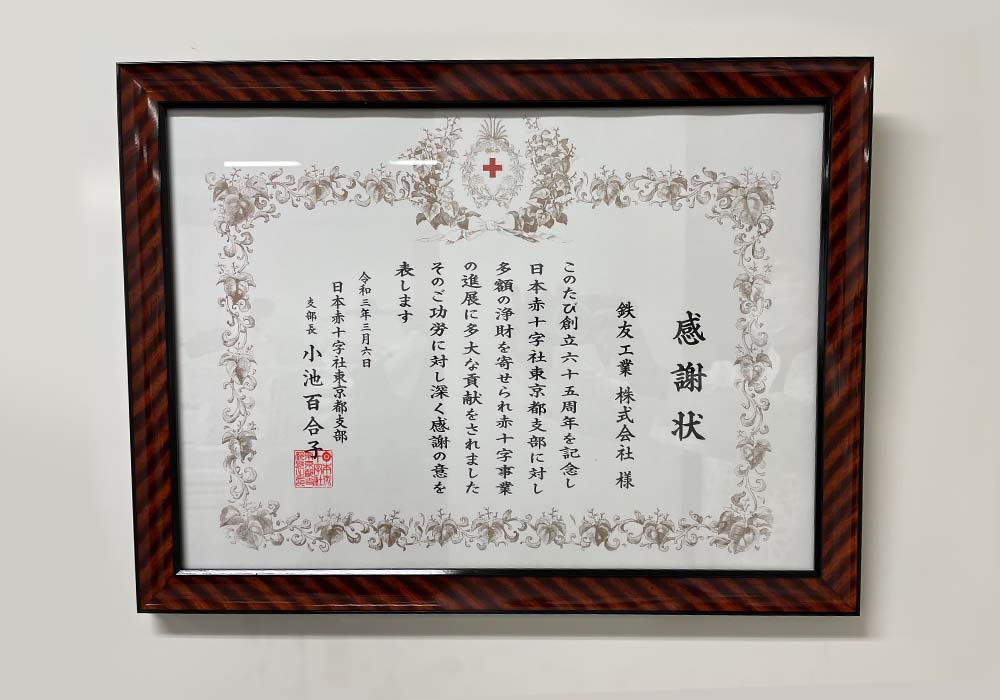 感謝状
鉄友工業 株式会社 様
このたび創立六十五周年を記念し
日本赤十字社東京都支部に対し
多額の浄財を寄せられ赤十字事業
の進展に多大な貢献をされました
そのご功労に対し深く感謝の意を
表します
令和三年三月六日
日本赤十字社東京都支部
支部長 小池百合子